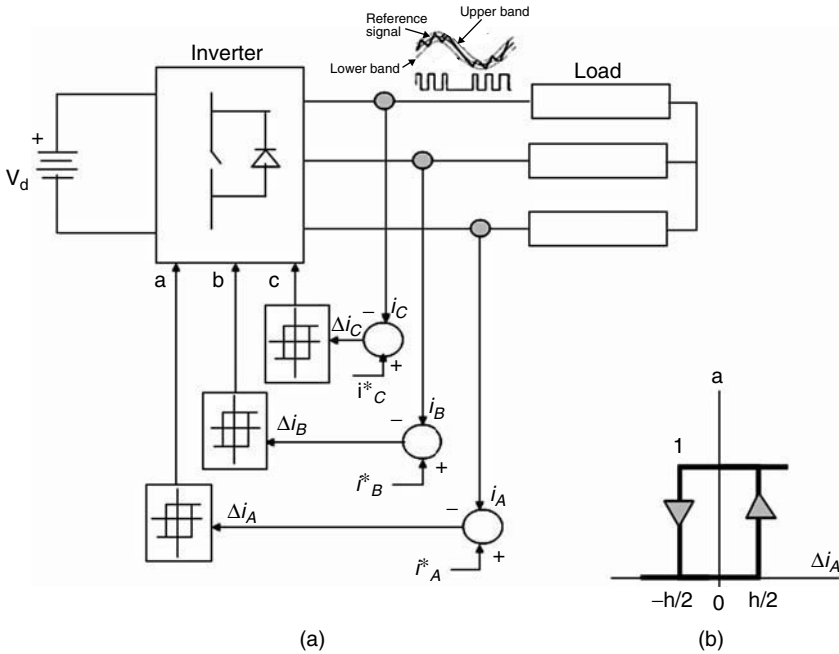 Reference signal
Upper band
Lower band
Inverter
Load
+
V_d
a
b
c
−
i_C
Δi_C
+
i*_C
−
i_B
Δi_B
+
i*_B
−
i_A
Δi_A
+
i*_A
a
1
Δi_A
−h/2
0
h/2
(a)
(b)